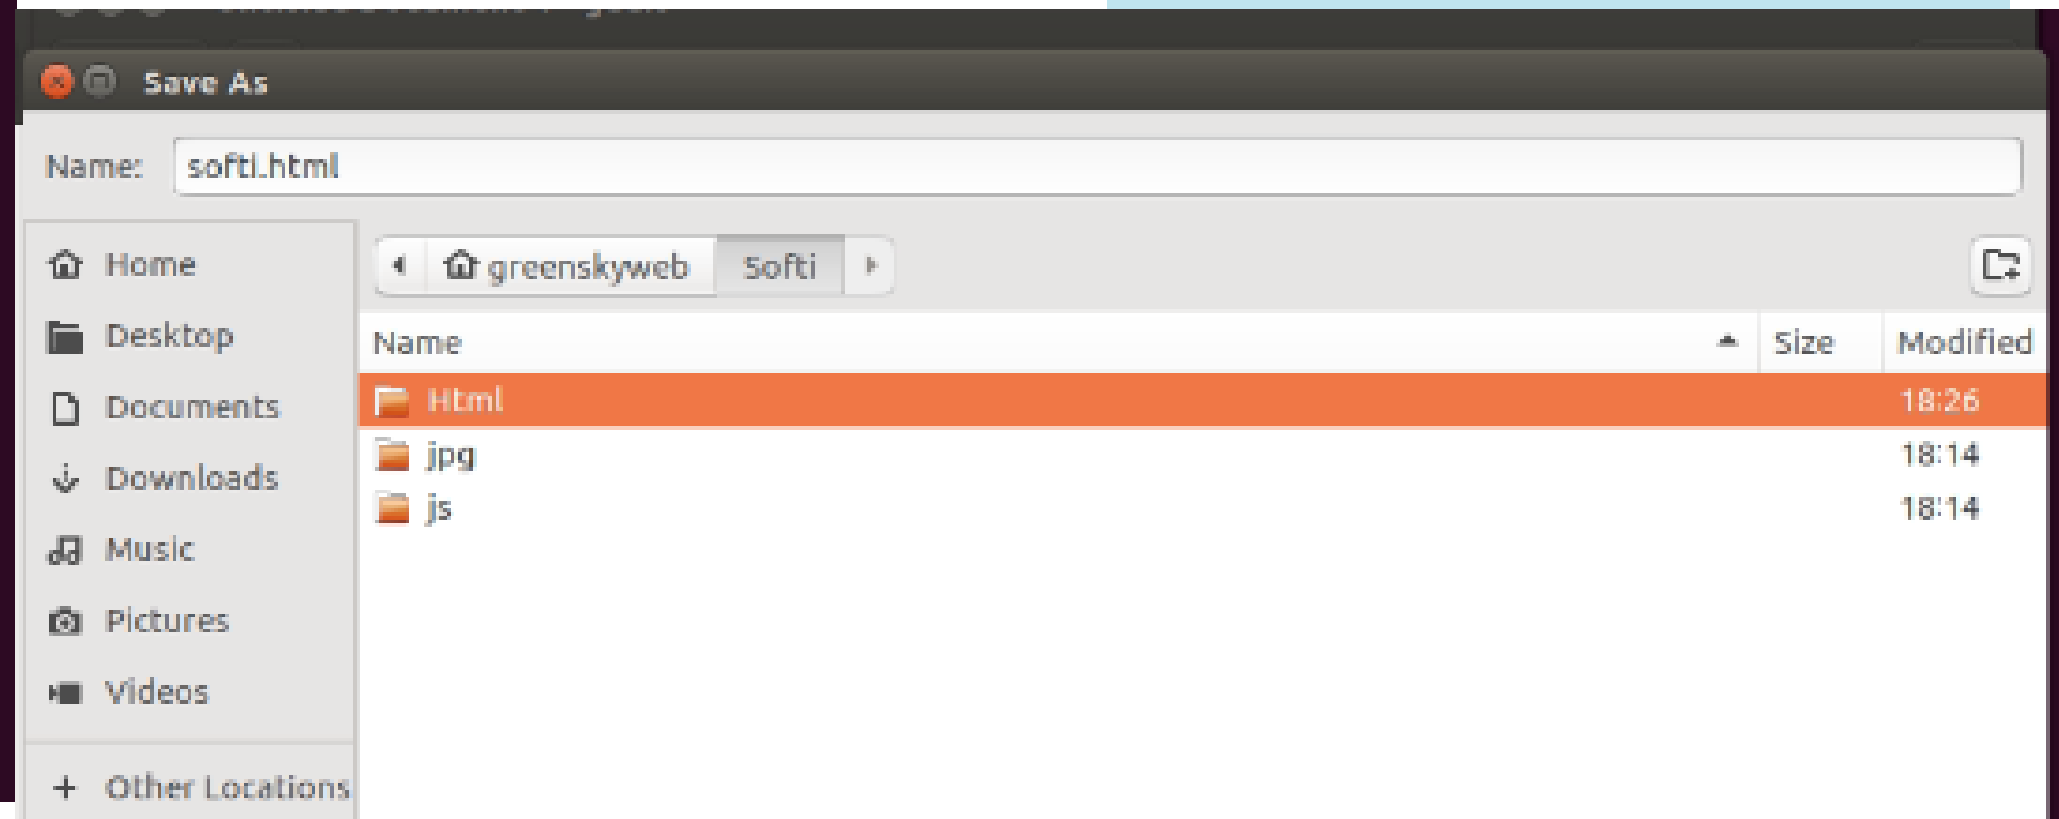 Save As
Name: softi.html
Home
Desktop
Documents
Downloads
Music
Pictures
Videos
Other Locations
greenskyweb Softi
Name Size Modified
Html 18:26
jpg 18:14
js 18:14